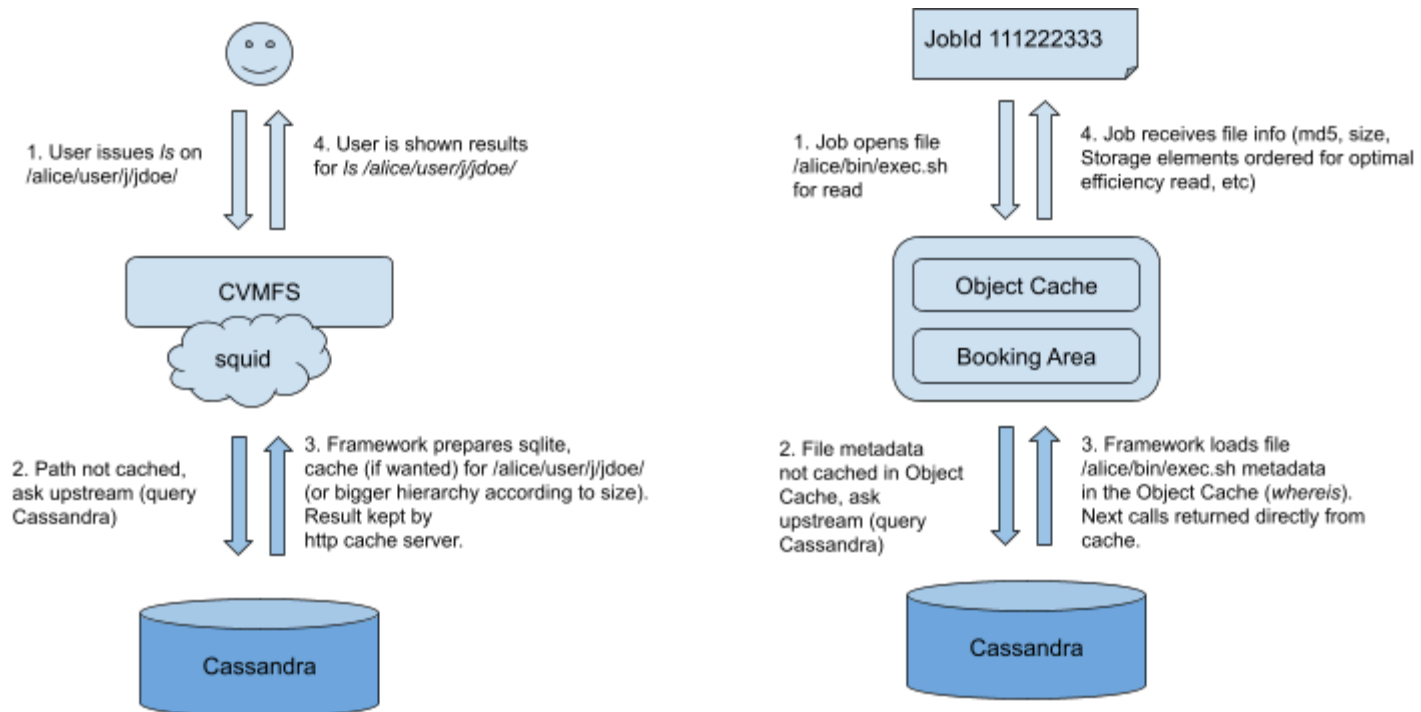 1. User issues ls on
/alice/user/j/jdoe/
4. User is shown results
for ls /alice/user/j/jdoe/
CVMFS
squid
2. Path not cached,
ask upstream (query
Cassandra)
3. Framework prepares sqlite,
cache (if wanted) for /alice/user/j/jdoe/
(or bigger hierarchy according to size).
Result kept by
http cache server.
Cassandra
JobId 111222333
1. Job opens file
/alice/bin/exec.sh
for read
4. Job receives file info (md5, size,
Storage elements ordered for optimal
efficiency read, etc)
Object Cache
Booking Area
2. File metadata
not cached in Object
Cache, ask
upstream (query
Cassandra)
3. Framework loads file
/alice/bin/exec.sh metadata
in the Object Cache (whereis).
Next calls returned directly from
cache.
Cassandra